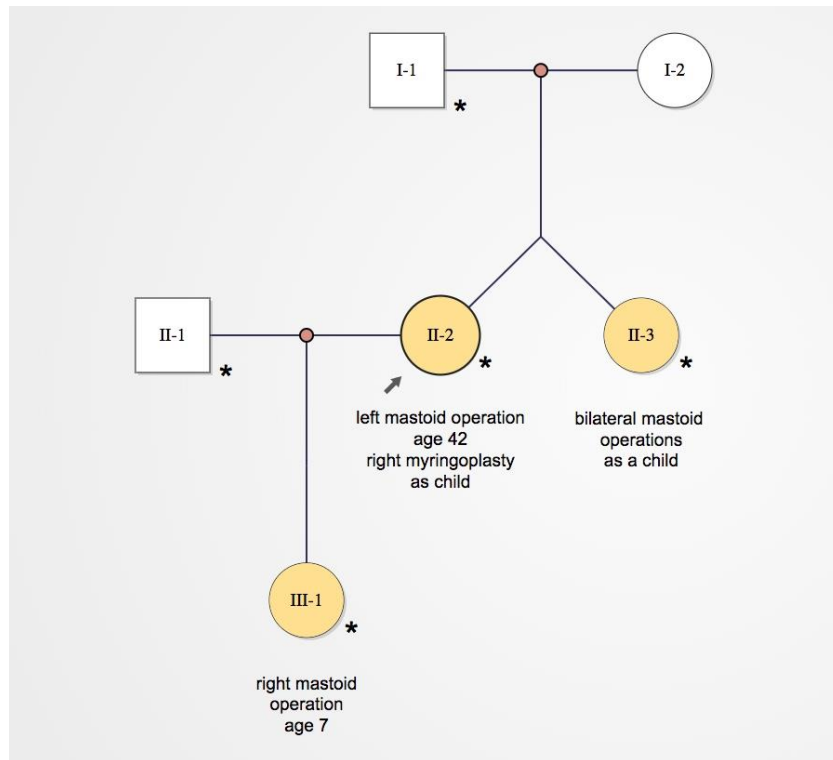 I-1
I-2
*
II-1
II-2
II-3
*
*
*
left mastoid operation
age 42
right myringoplasty
as child
bilateral mastoid
operations
as a child
III-1
*
right mastoid
operation
age 7